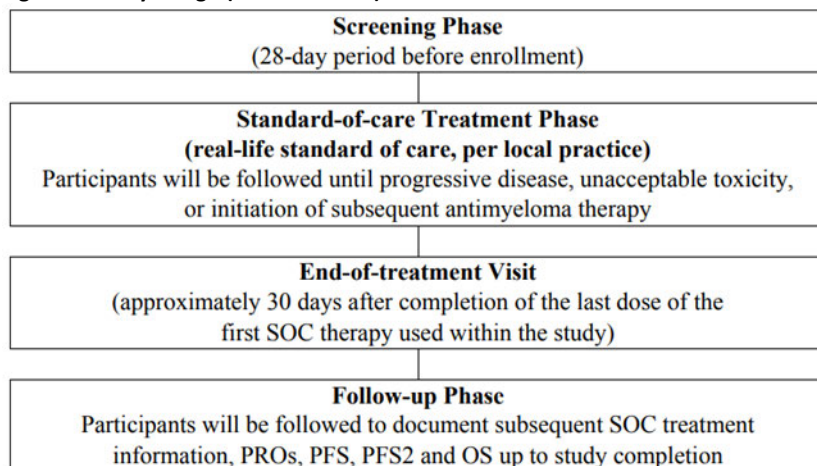 Screening Phase
(28-day period before enrollment)
Standard-of-care Treatment Phase
(real-life standard of care, per local practice)
Participants will be followed until progressive disease, unacceptable toxicity,
or initiation of subsequent antimyeloma therapy
End-of-treatment Visit
(approximately 30 days after completion of the last dose of the
first SOC therapy used within the study)
Follow-up Phase
Participants will be followed to document subsequent SOC treatment
information, PROs, PFS, PFS2 and OS up to study completion